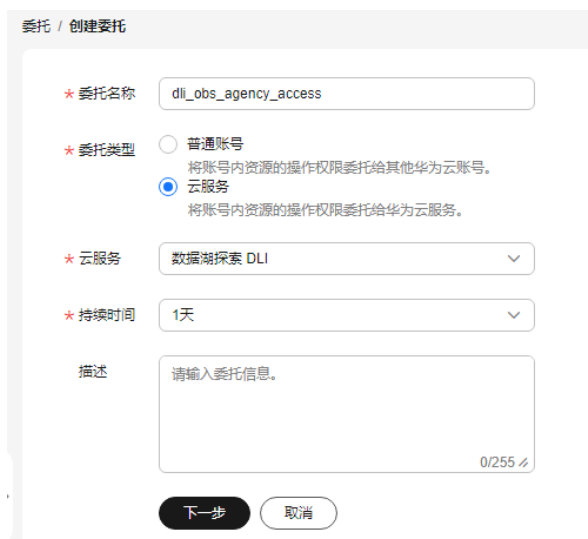 委托 / 创建委托
* 委托名称 dli_obs_agency_access
* 委托类型 普通账号
将账号内资源的操作权限委托给其他华为云账号。
云服务
将账号内资源的操作权限委托给华为云服务。
* 云服务 数据湖探索 DLI
* 持续时间 1天
描述 请输入委托信息。
0/255
下一步 取消